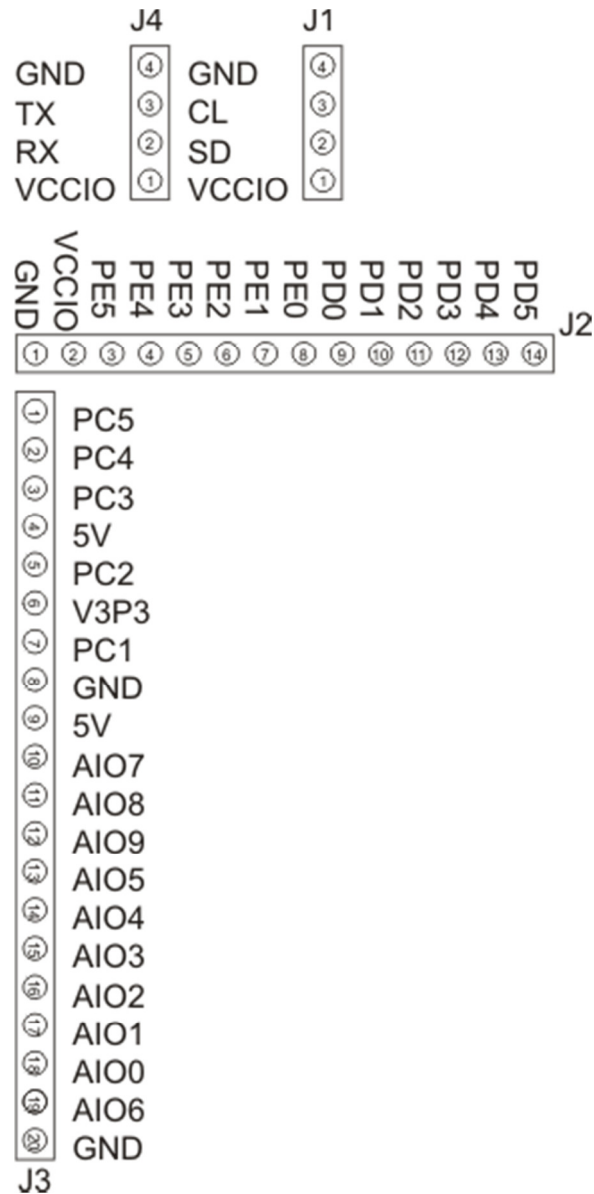 J4 J1
GND 4 GND 4
TX 3 CL 3
RX 2 SD 2
VCCIO 1 VCCIO 1
GND VCCIO PE5 PE4 PE3 PE2 PE1 PE0 PD0 PD1 PD2 PD3 PD4 PD5
J2
1 2 3 4 5 6 7 8 9 10 11 12 13 14
1 PC5
2 PC4
3 PC3
4 5V
5 PC2
6 V3P3
7 PC1
8 GND
9 5V
10 AIO7
11 AIO8
12 AIO9
13 AIO5
14 AIO4
15 AIO3
16 AIO2
17 AIO1
18 AIO0
19 AIO6
20 GND
J3